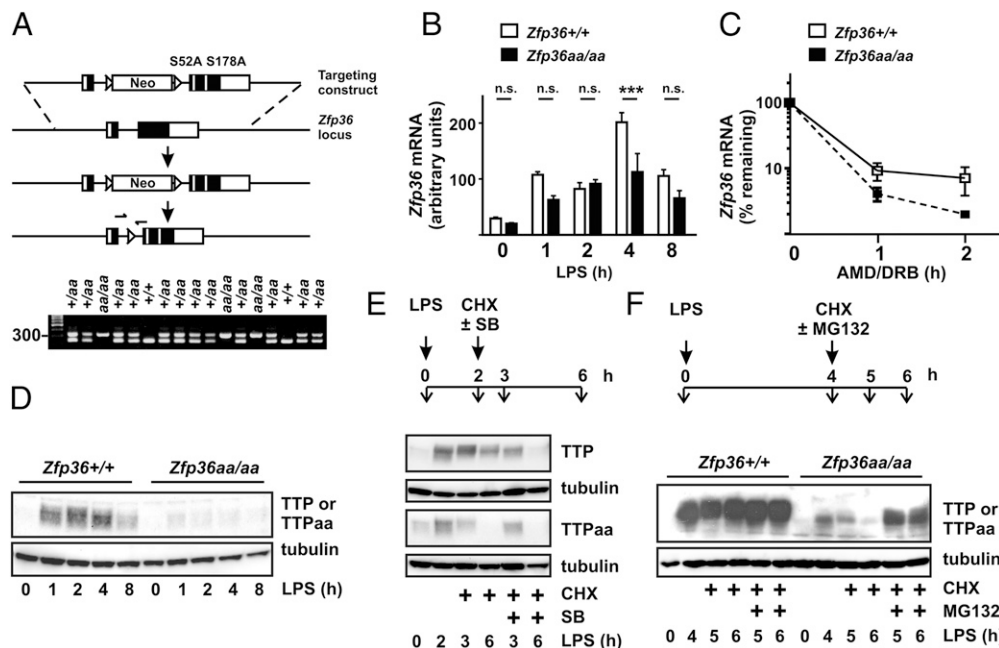 A
S52A S178A
Neo
Targeting
construct
Zfp36
locus
Neo
+/aa
+/aa
aa/aa
+/aa
+/aa
+/+
+/aa
+/aa
+/aa
+/aa
aa/aa
+/aa
aa/aa
+/aa
+/+
+/aa
+/aa
300
B
Zfp36+/+
Zfp36aa/aa
n.s. n.s. n.s. *** n.s.
200
100
Zfp36 mRNA
(arbitrary units)
0 1 2 4 8
LPS (h)
C
Zfp36+/+
Zfp36aa/aa
100
10
Zfp36 mRNA
(% remaining)
0 1 2
AMD/DRB (h)
D
Zfp36+/+ Zfp36aa/aa
TTP or
TTPaa
tubulin
0 1 2 4 8 0 1 2 4 8 LPS (h)
E
LPS CHX
± SB
0 2 3 6 h
TTP
tubulin
TTPaa
tubulin
+ + + + CHX
+ + SB
0 2 3 6 3 6 LPS (h)
F
LPS CHX
± MG132
0 4 5 6 h
Zfp36+/+ Zfp36aa/aa
TTP or
TTPaa
tubulin
CHX + + + + + + + +
MG132 + + + +
LPS (h) 0 4 5 6 5 6 0 4 5 6 5 6